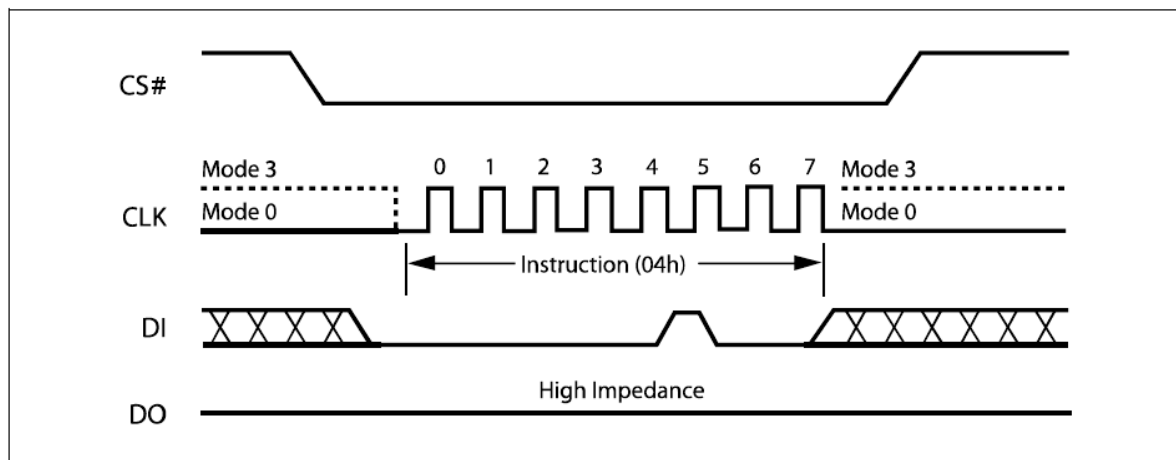 CS#
0 1 2 3 4 5 6 7
Mode 3 Mode 3
CLK Mode 0 Mode 0
Instruction (04h)
DI
High Impedance
DO